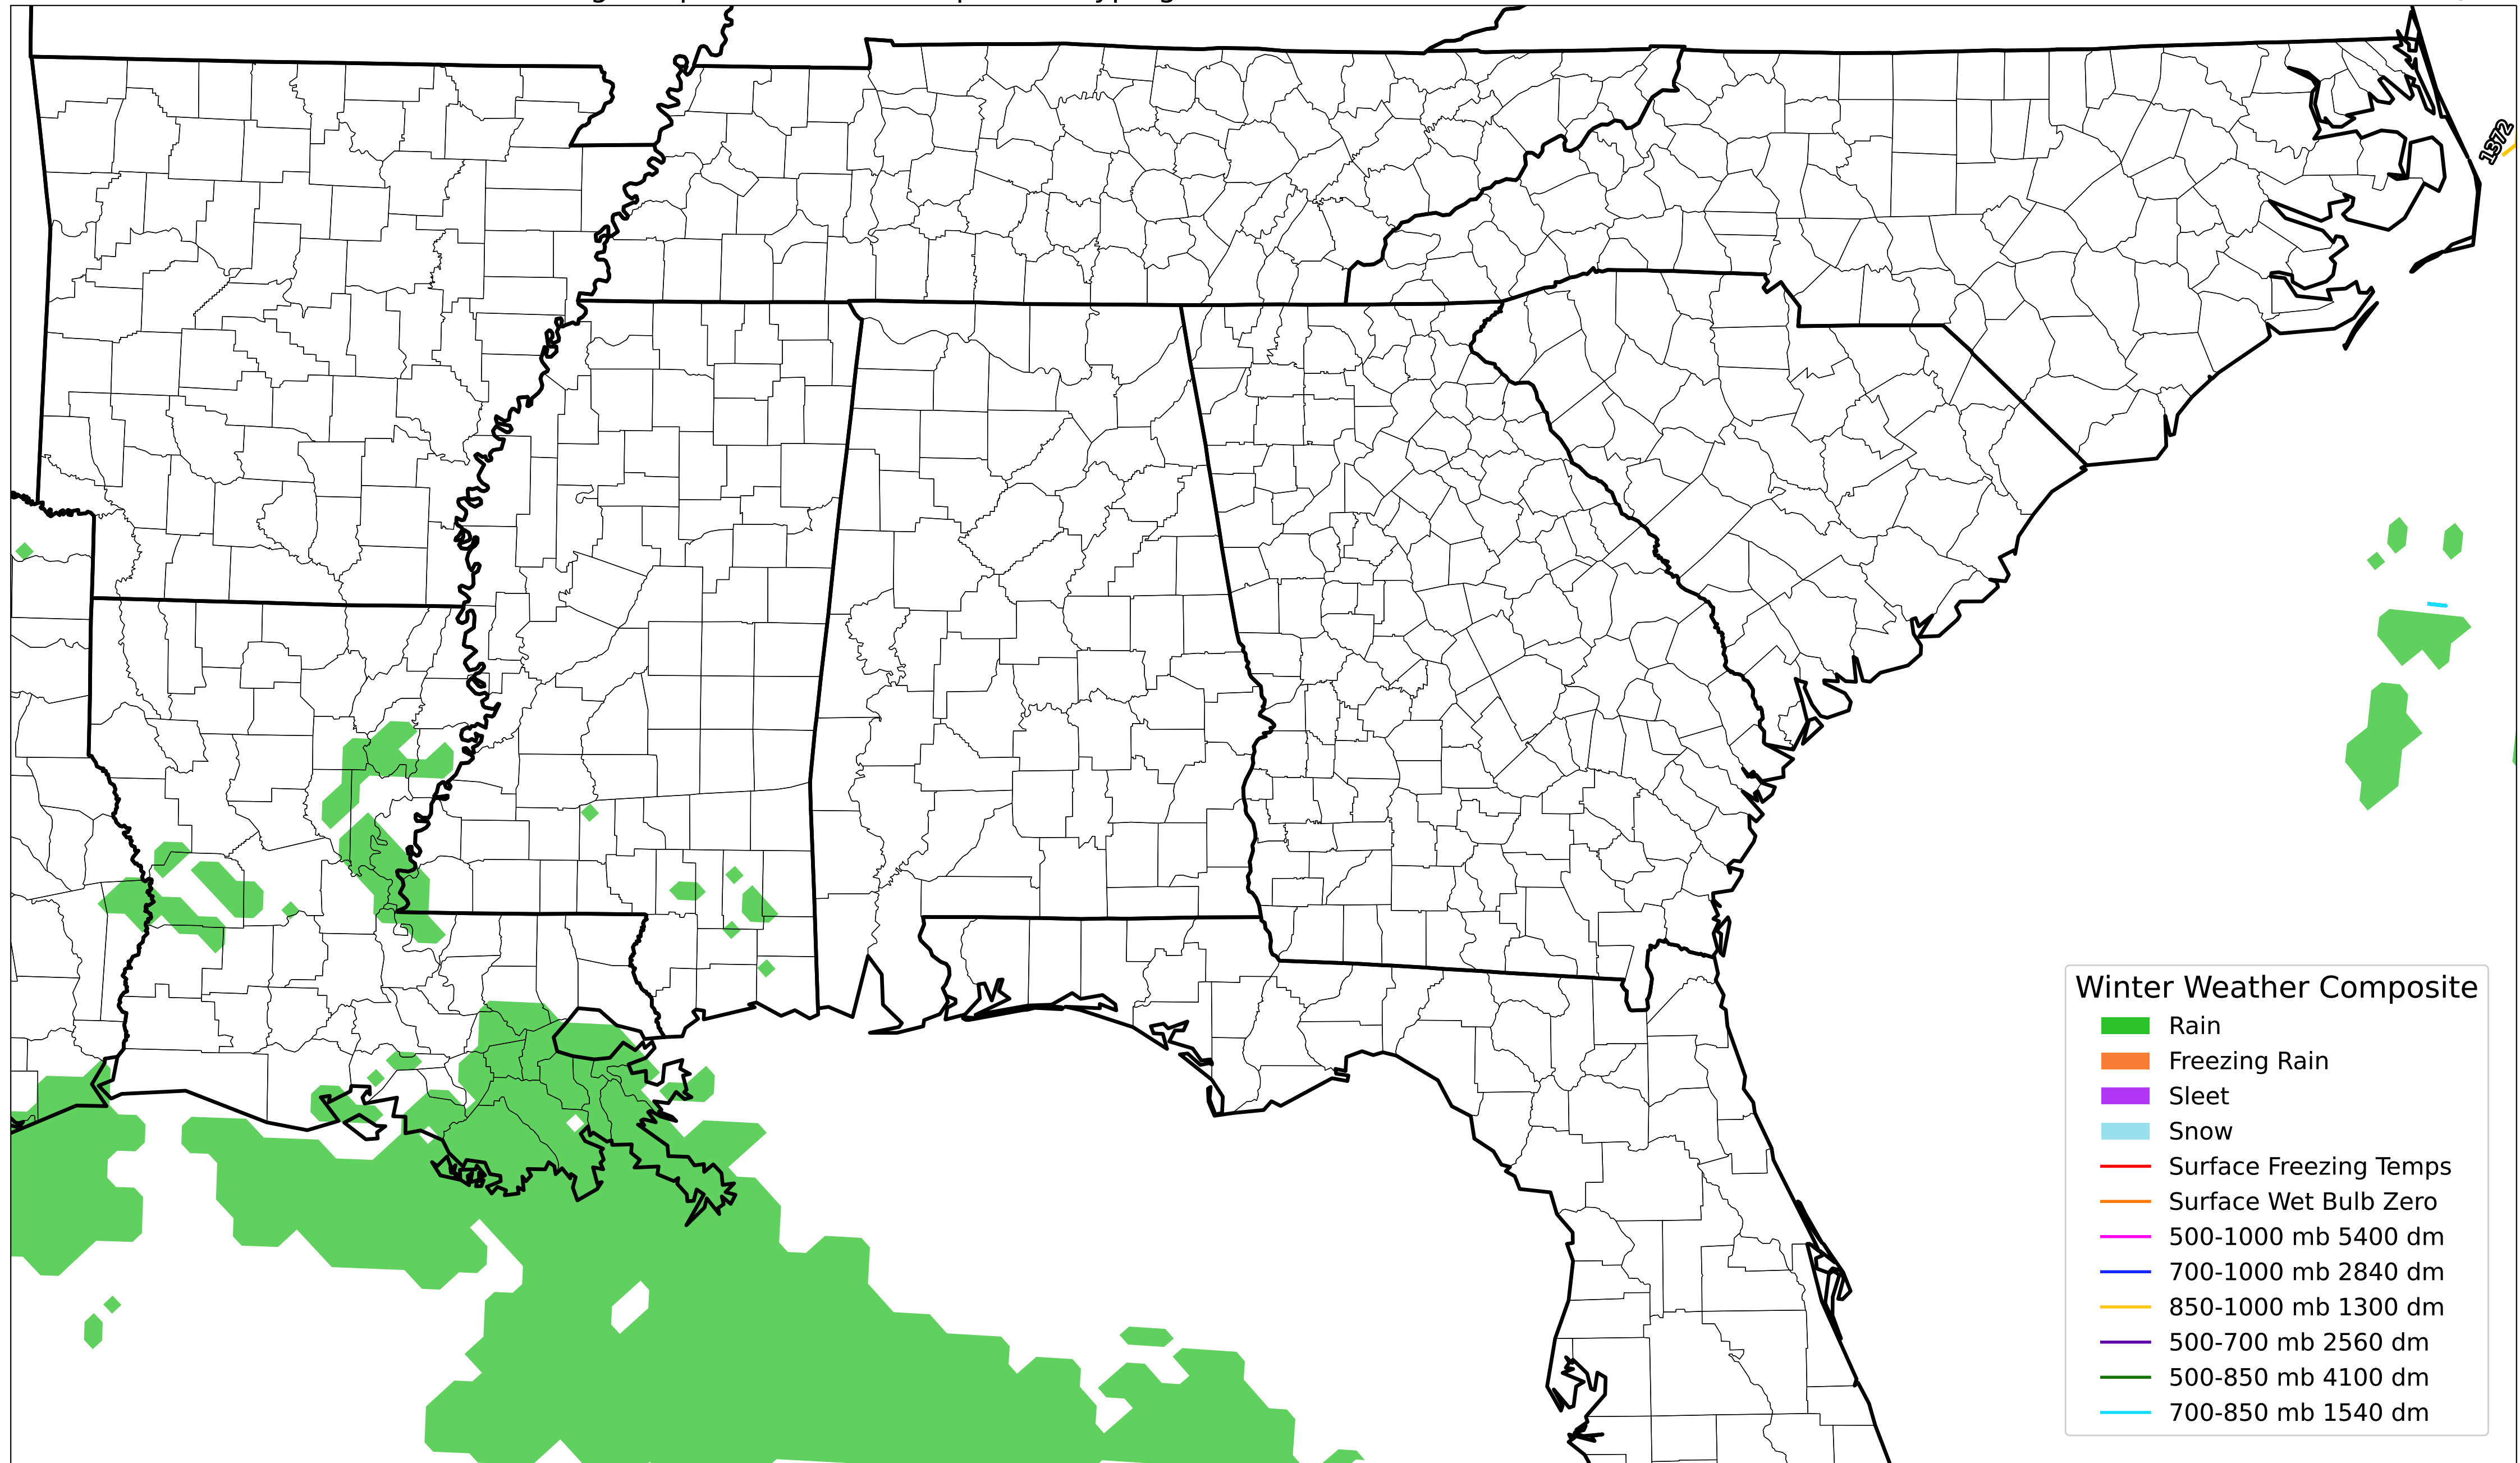 1372
Winter Weather Composite
Rain
Freezing Rain
Sleet
Snow
Surface Freezing Temps
Surface Wet Bulb Zero
500-1000 mb 5400 dm
700-1000 mb 2840 dm
850-1000 mb 1300 dm
500-700 mb 2560 dm
500-850 mb 4100 dm
700-850 mb 1540 dm